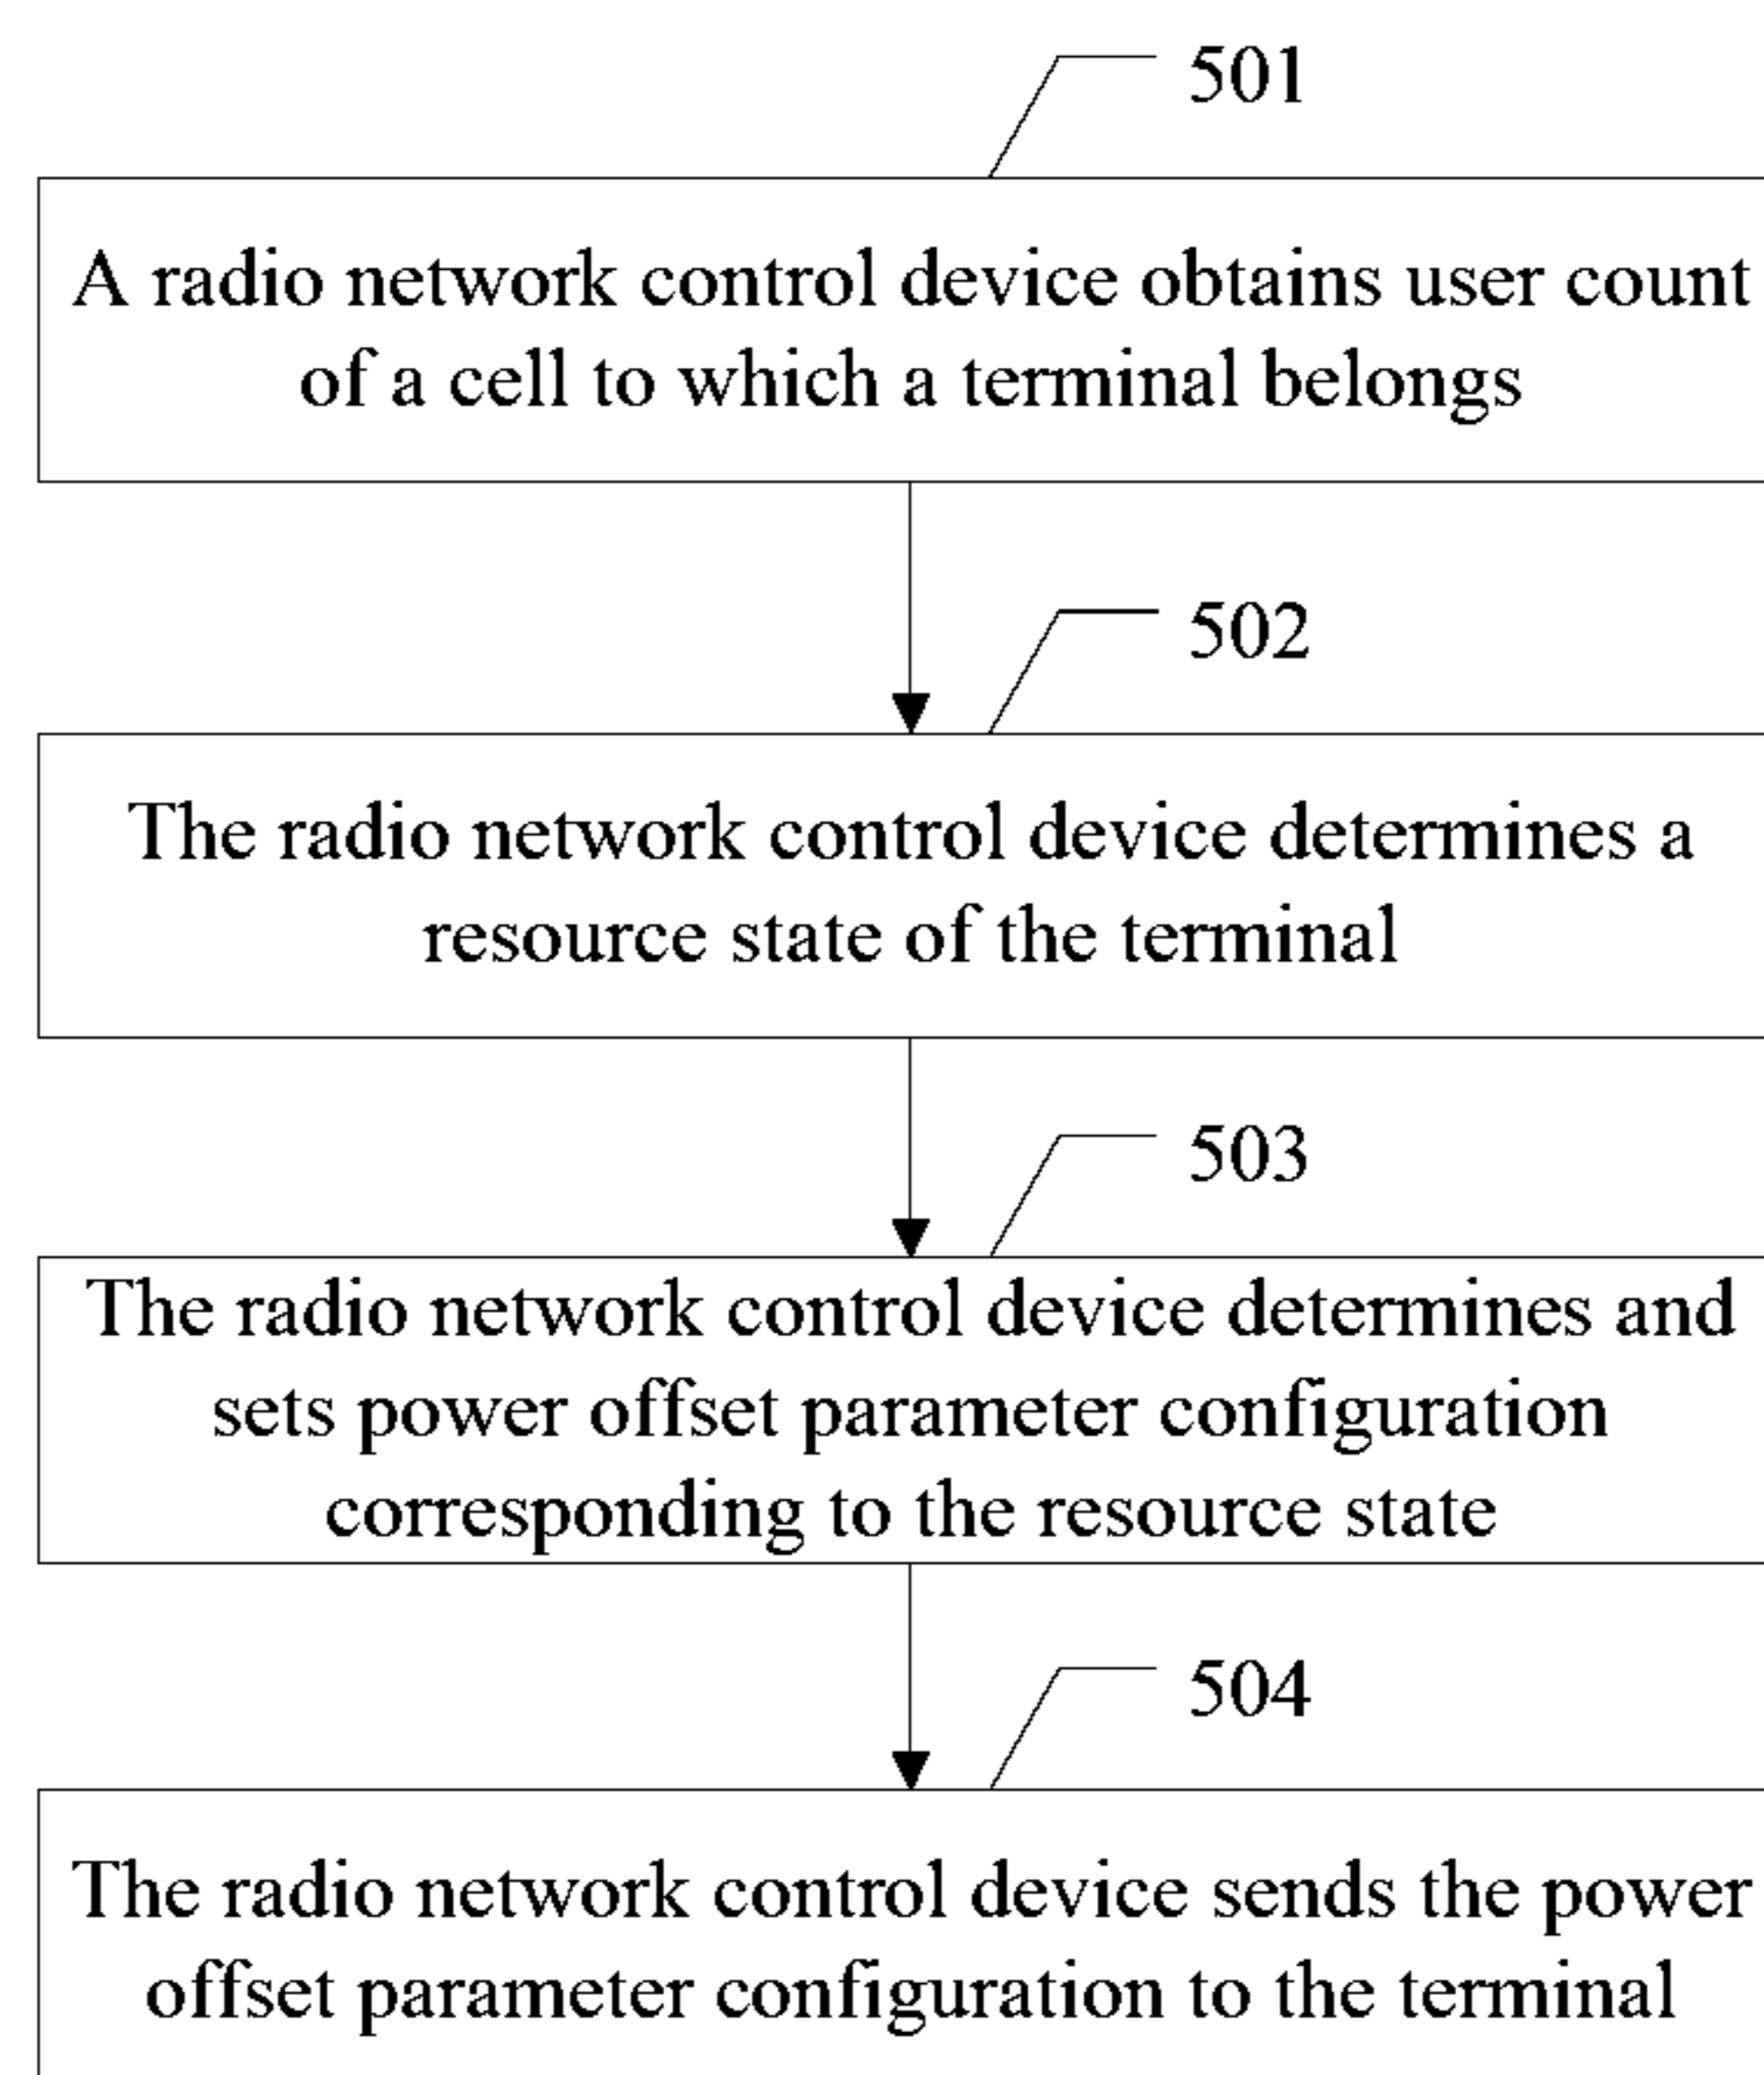 501
A radio network control device obtains user count
of a cell to which a terminal belongs
502
The radio network control device determines a
resource state of the terminal
503
The radio network control device determines and
sets power offset parameter configuration
corresponding to the resource state
504
The radio network control device sends the power
offset parameter configuration to the terminal